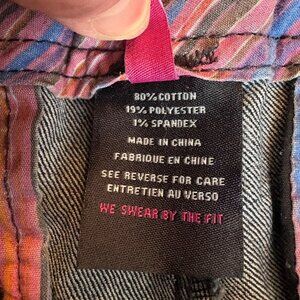 80% COTTON
19% POLYESTER
1% SPANDEX
MADE IN CHINA
FABRIQUE EN CHINE
SEE REVERSE FOR CARE
ENTRETIEN AU VERSO
WE SWEAR BY THE FIT